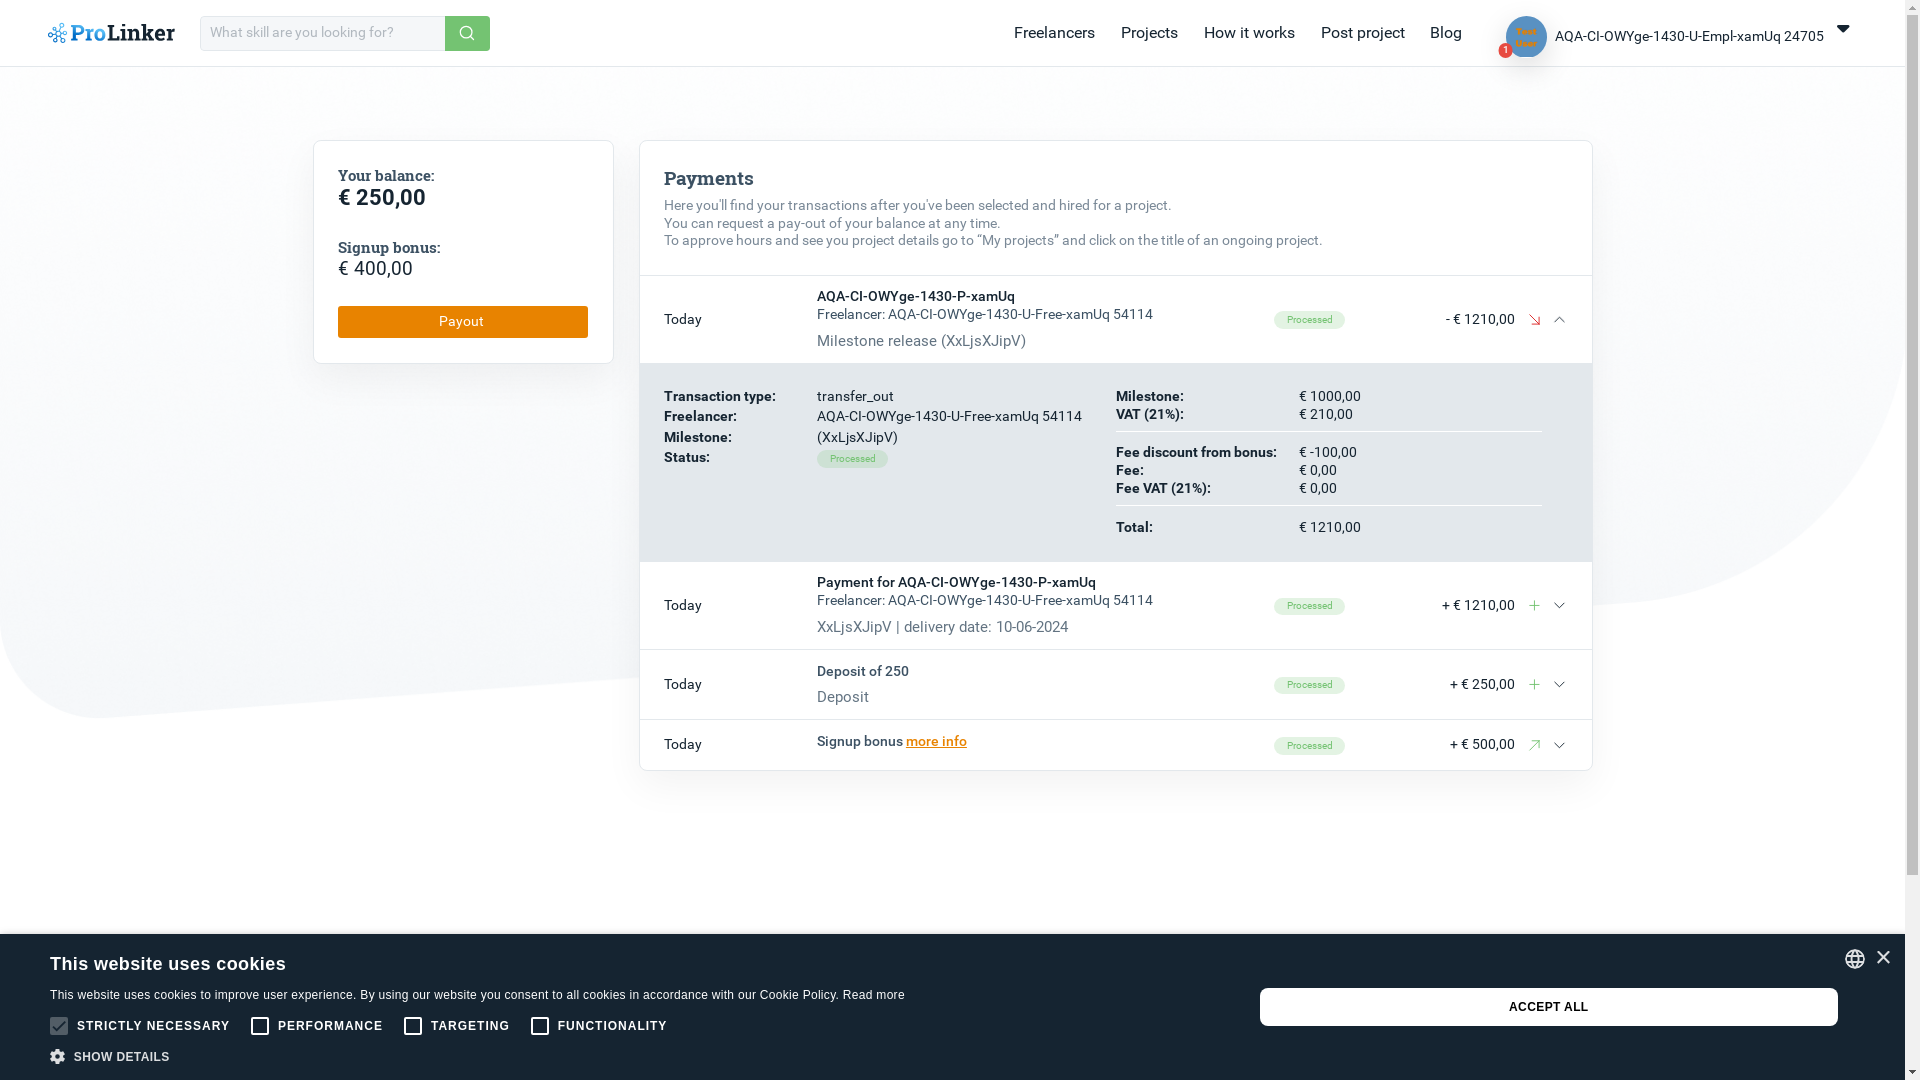 ProLinker
What skill are you looking for?
Freelancers
Projects
How it works
Post project
Blog
1
AQA-CI-OWYge-1430-U-Empl-xamUq 24705
Your balance:
€ 250,00
Signup bonus:
€ 400,00
Payout
Payments
Here you'll find your transactions after you've been selected and hired for a project.
You can request a pay-out of your balance at any time.
To approve hours and see you project details go to “My projects” and click on the title of an ongoing project.
Today
AQA-CI-OWYge-1430-P-xamUq
Freelancer: AQA-CI-OWYge-1430-U-Free-xamUq 54114
Milestone release (XxLjsXJipV)
Processed
- € 1210,00
Transaction type: transfer_out
Freelancer: AQA-CI-OWYge-1430-U-Free-xamUq 54114
Milestone: (XxLjsXJipV)
Status: Processed
Milestone: € 1000,00
VAT (21%): € 210,00
Fee discount from bonus: € -100,00
Fee: € 0,00
Fee VAT (21%): € 0,00
Total: € 1210,00
Today
Payment for AQA-CI-OWYge-1430-P-xamUq
Freelancer: AQA-CI-OWYge-1430-U-Free-xamUq 54114
XxLjsXJipV | delivery date: 10-06-2024
Processed
+ € 1210,00
Today
Deposit of 250
Deposit
Processed
+ € 250,00
Today
Signup bonus more info
Processed
+ € 500,00
This website uses cookies
This website uses cookies to improve user experience. By using our website you consent to all cookies in accordance with our Cookie Policy. Read more
STRICTLY NECESSARY
PERFORMANCE
TARGETING
FUNCTIONALITY
SHOW DETAILS
ACCEPT ALL